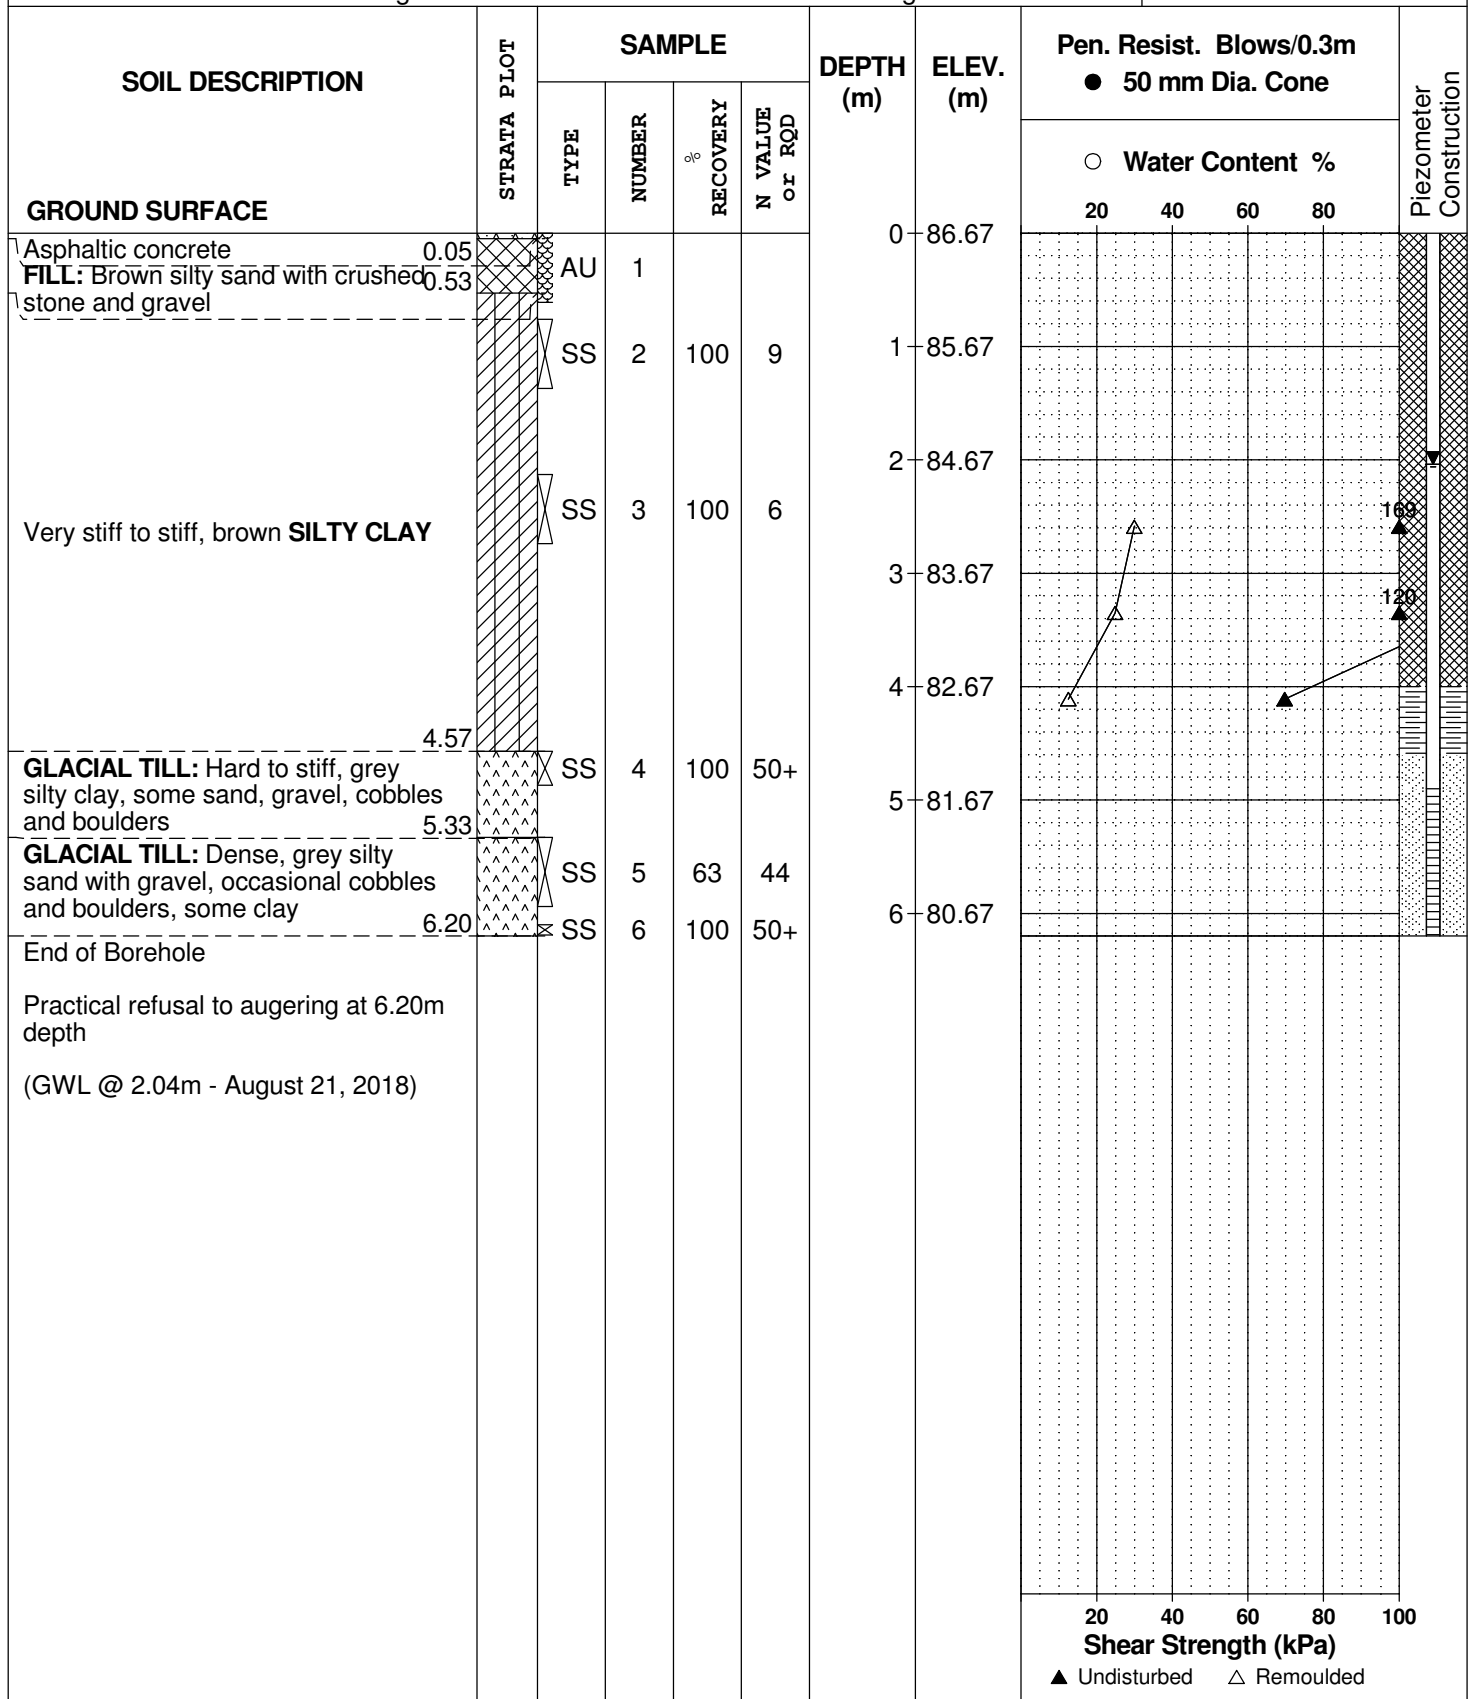 SOIL DESCRIPTION
GROUND SURFACE
STRATA PLOT
SAMPLE
TYPE
NUMBER
%
RECOVERY
N VALUE
or RQD
DEPTH
(m)
ELEV.
(m)
Pen. Resist. Blows/0.3m
● 50 mm Dia. Cone
○ Water Content %
20 40 60 80
Piezometer
Construction
0 86.67
Asphaltic concrete 0.05
FILL: Brown silty sand with crushed 0.53
stone and gravel
AU 1
SS 2 100 9
1 85.67
2 84.67
SS 3 100 6
169
Very stiff to stiff, brown SILTY CLAY
3 83.67
120
4 82.67
4.57
GLACIAL TILL: Hard to stiff, grey
silty clay, some sand, gravel, cobbles
and boulders
5.33
SS 4 100 50+
5 81.67
GLACIAL TILL: Dense, grey silty
sand with gravel, occasional cobbles
and boulders, some clay
6.20
SS 5 63 44
6 80.67
SS 6 100 50+
End of Borehole
Practical refusal to augering at 6.20m
depth
(GWL @ 2.04m - August 21, 2018)
20 40 60 80 100
Shear Strength (kPa)
▲ Undisturbed △ Remoulded